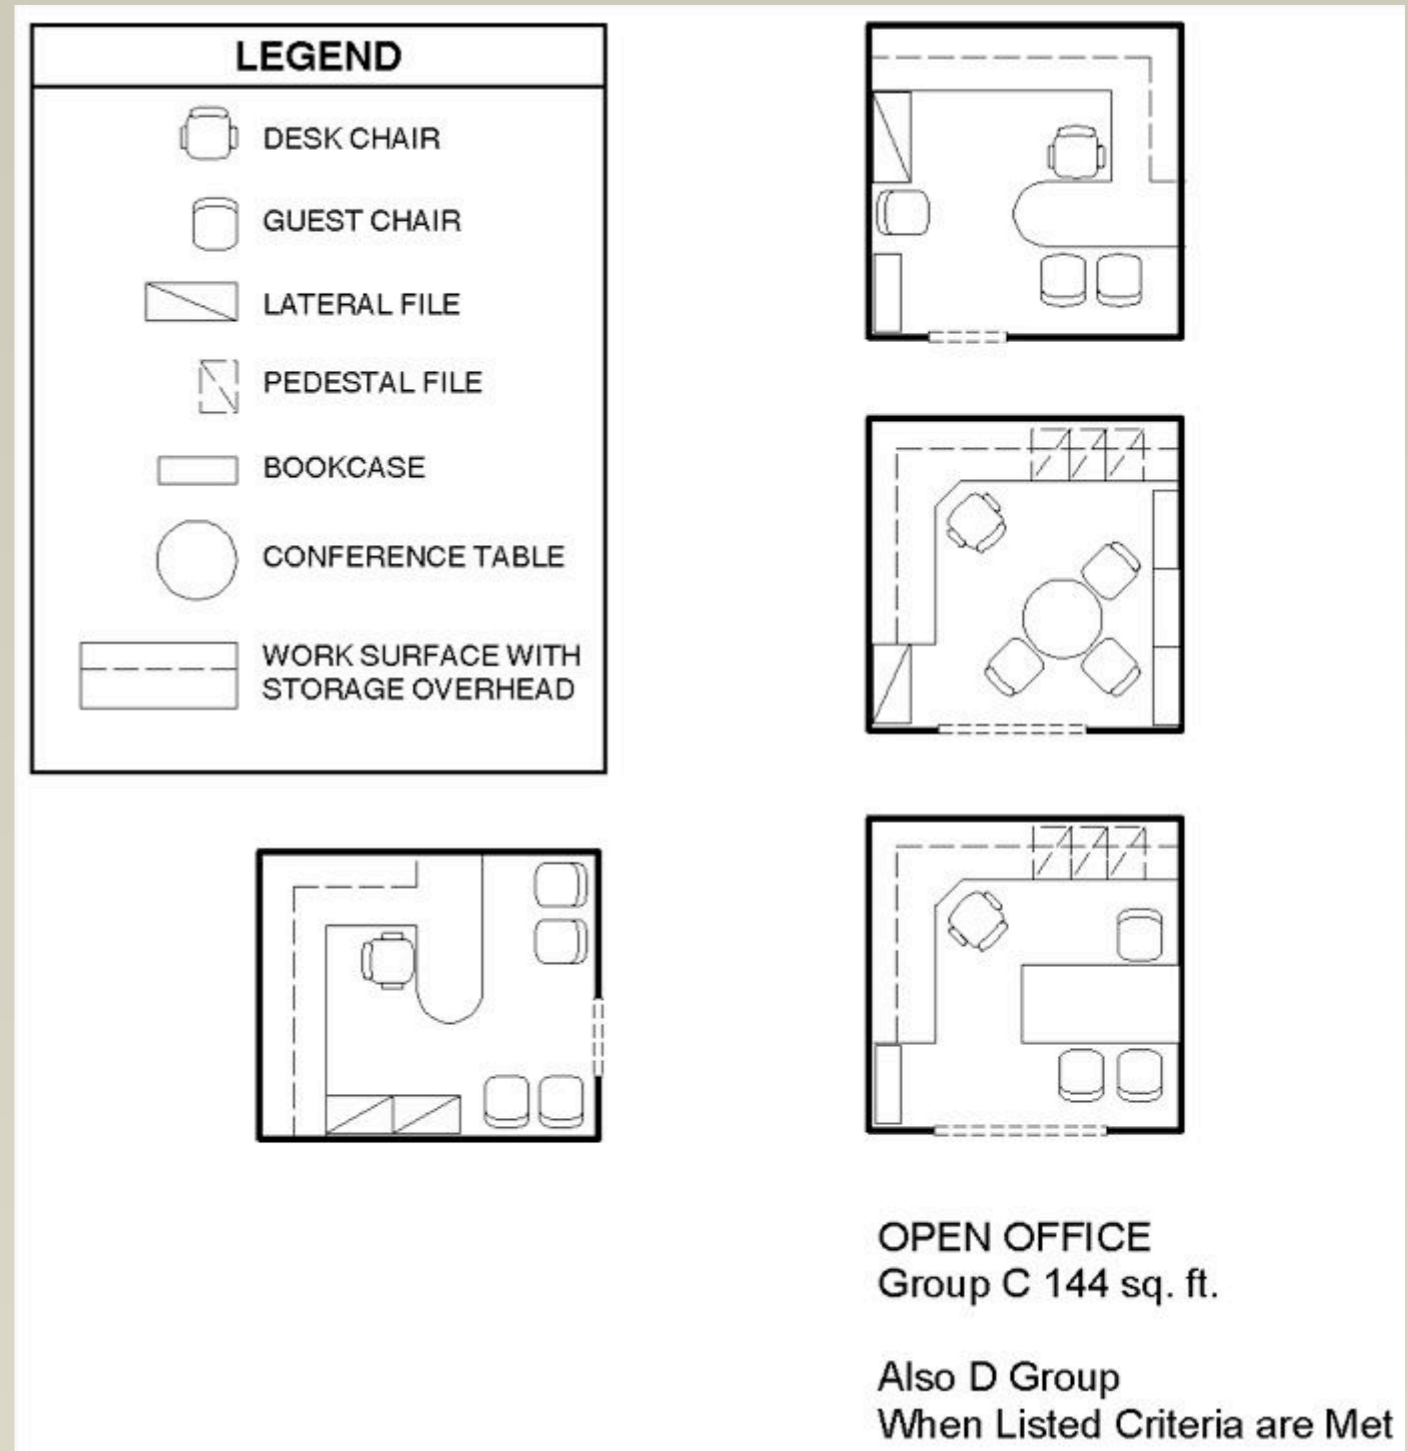 LEGEND
DESK CHAIR
GUEST CHAIR
LATERAL FILE
PEDESTAL FILE
BOOKCASE
CONFERENCE TABLE
WORK SURFACE WITH
STORAGE OVERHEAD
OPEN OFFICE
Group C 144 sq. ft.
Also D Group
When Listed Criteria are Met